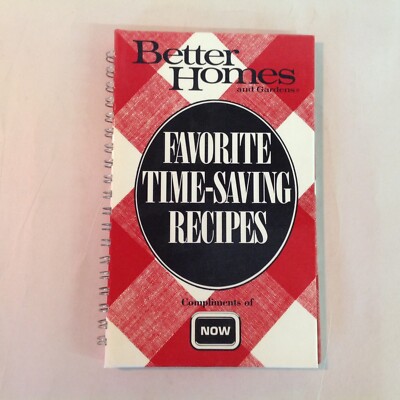 Better
Homes
and Gardens®
FAVORITE
TIME-SAVING
RECIPES
Compliments of
NOW